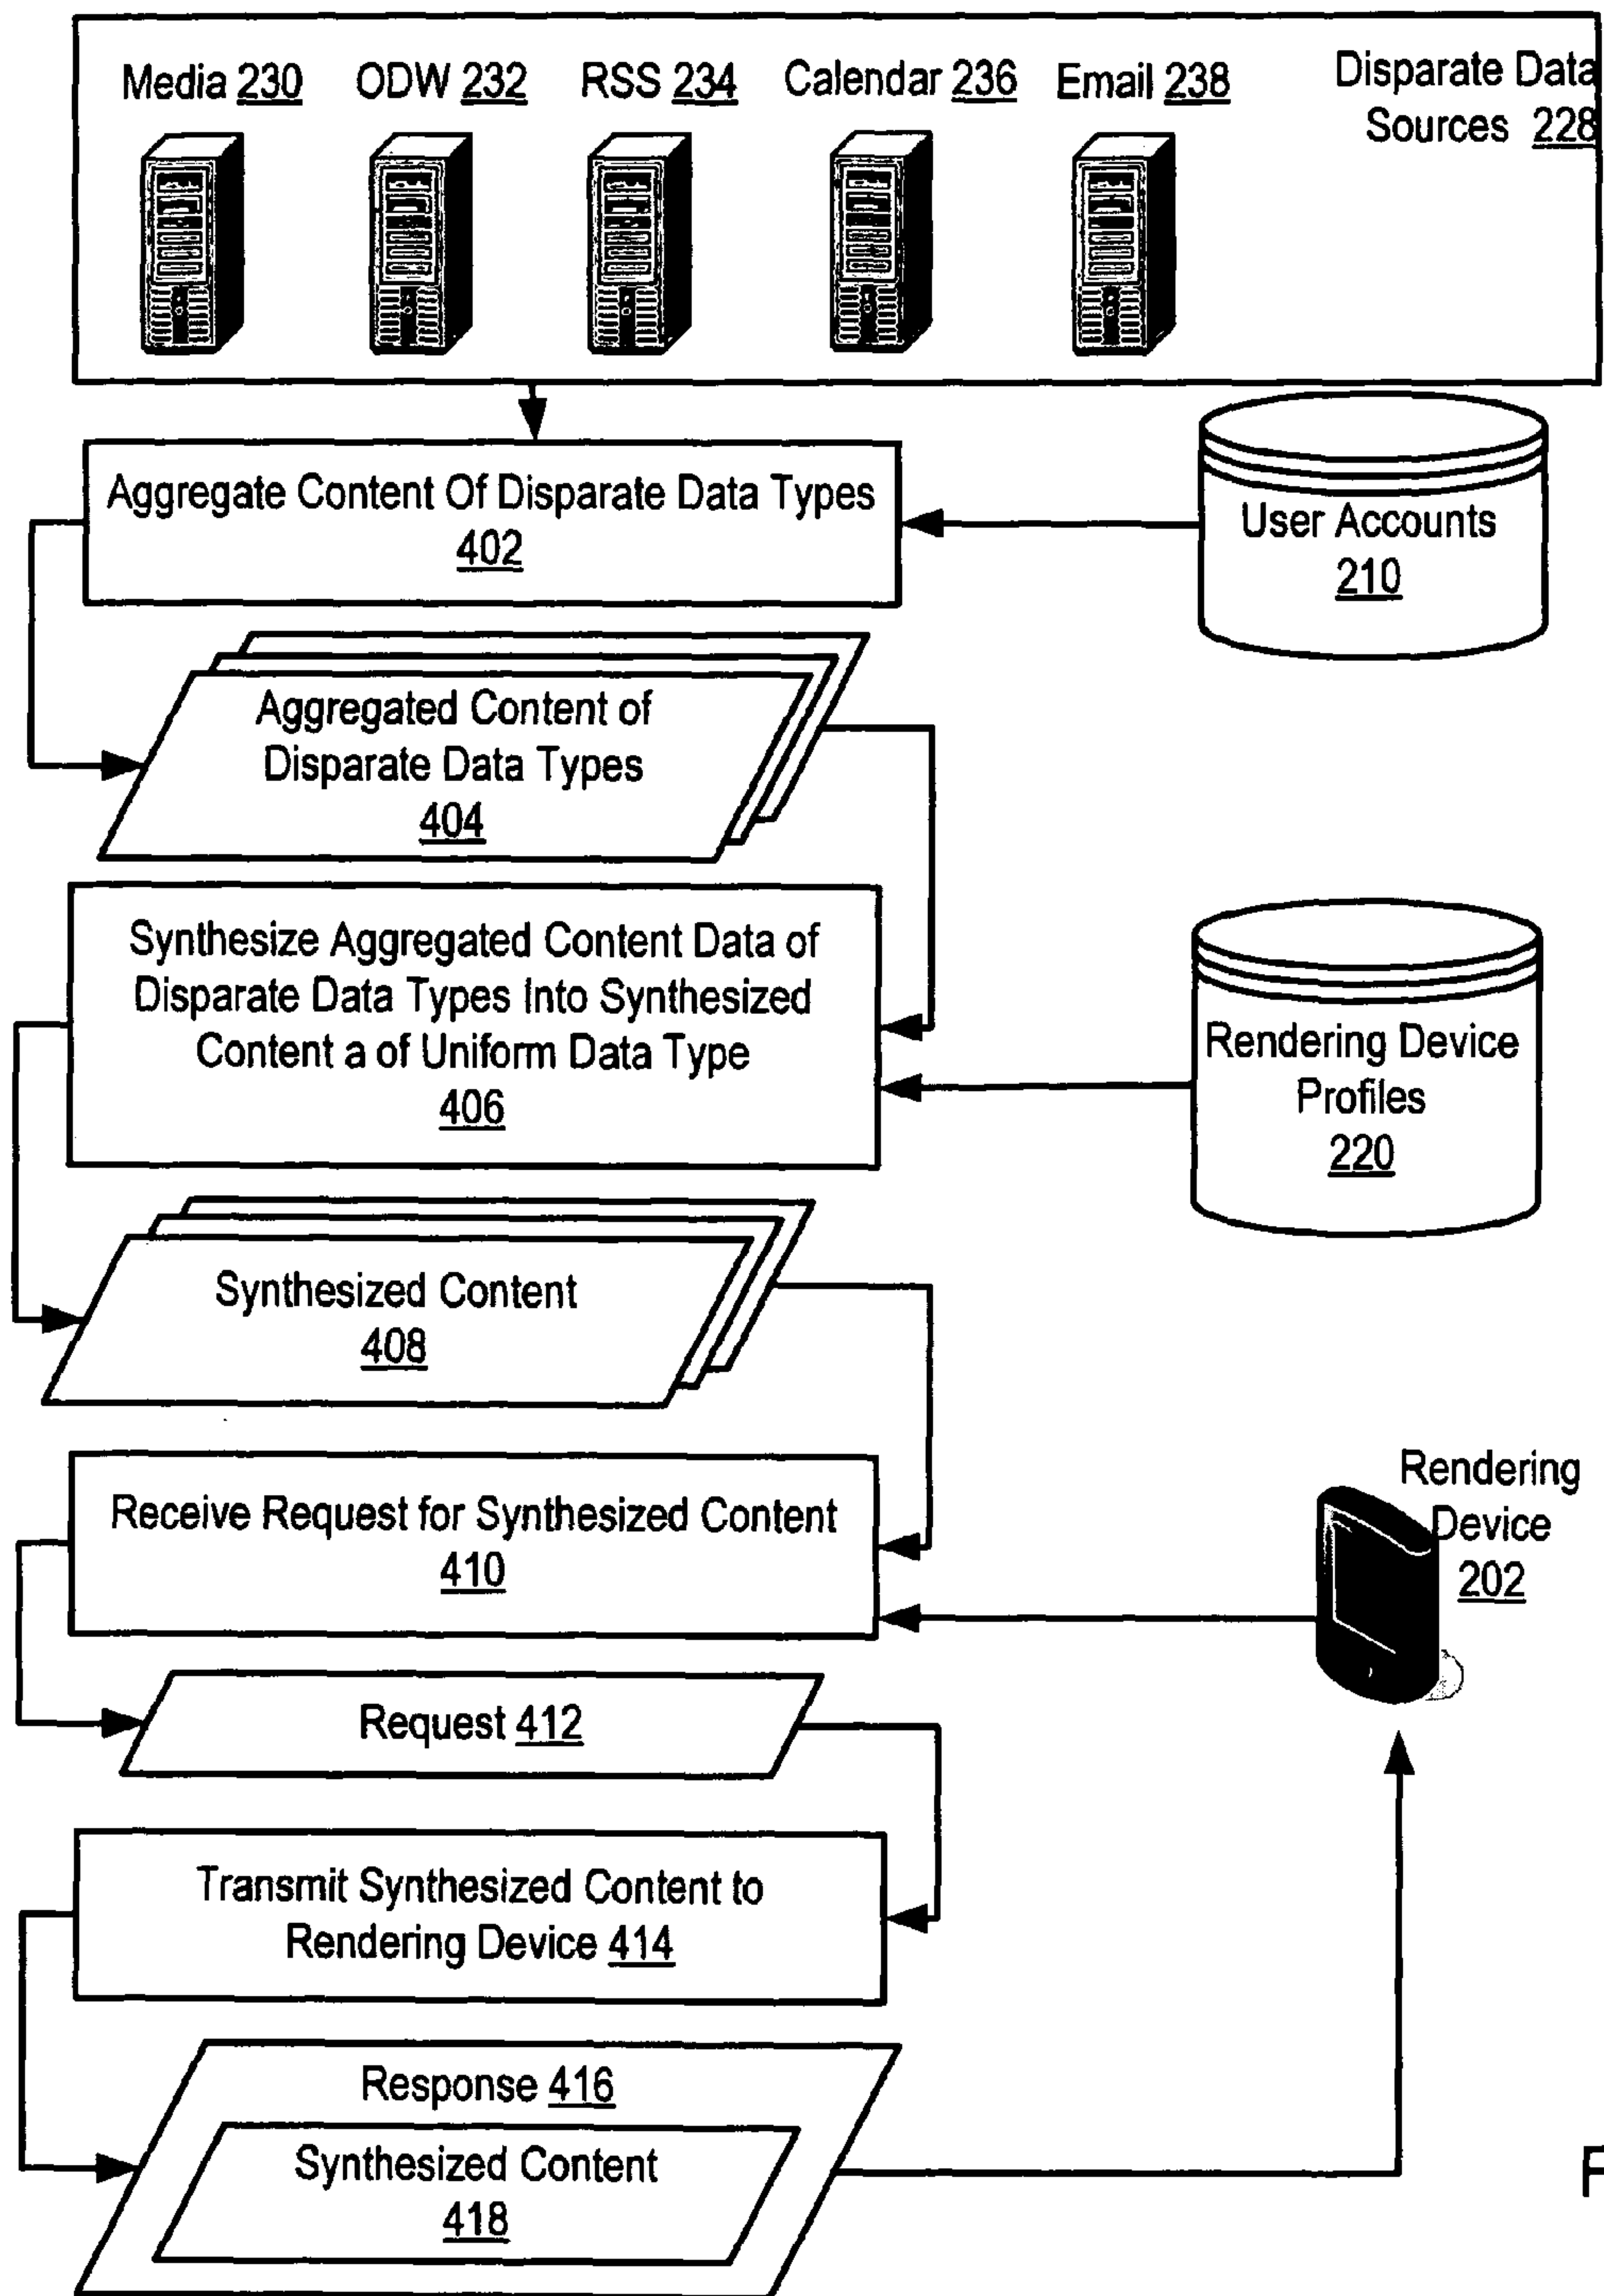 Media 230
ODW 232
RSS 234
Calendar 236
Email 238
Disparate Data
Sources 228
Aggregate Content Of Disparate Data Types
402
User Accounts
210
Aggregated Content of
Disparate Data Types
404
Synthesize Aggregated Content Data of
Disparate Data Types Into Synthesized
Content a of Uniform Data Type
406
Rendering Device
Profiles
220
Synthesized Content
408
Receive Request for Synthesized Content
410
Rendering
Device
202
Request 412
Transmit Synthesized Content to
Rendering Device 414
Response 416
Synthesized Content
418
F